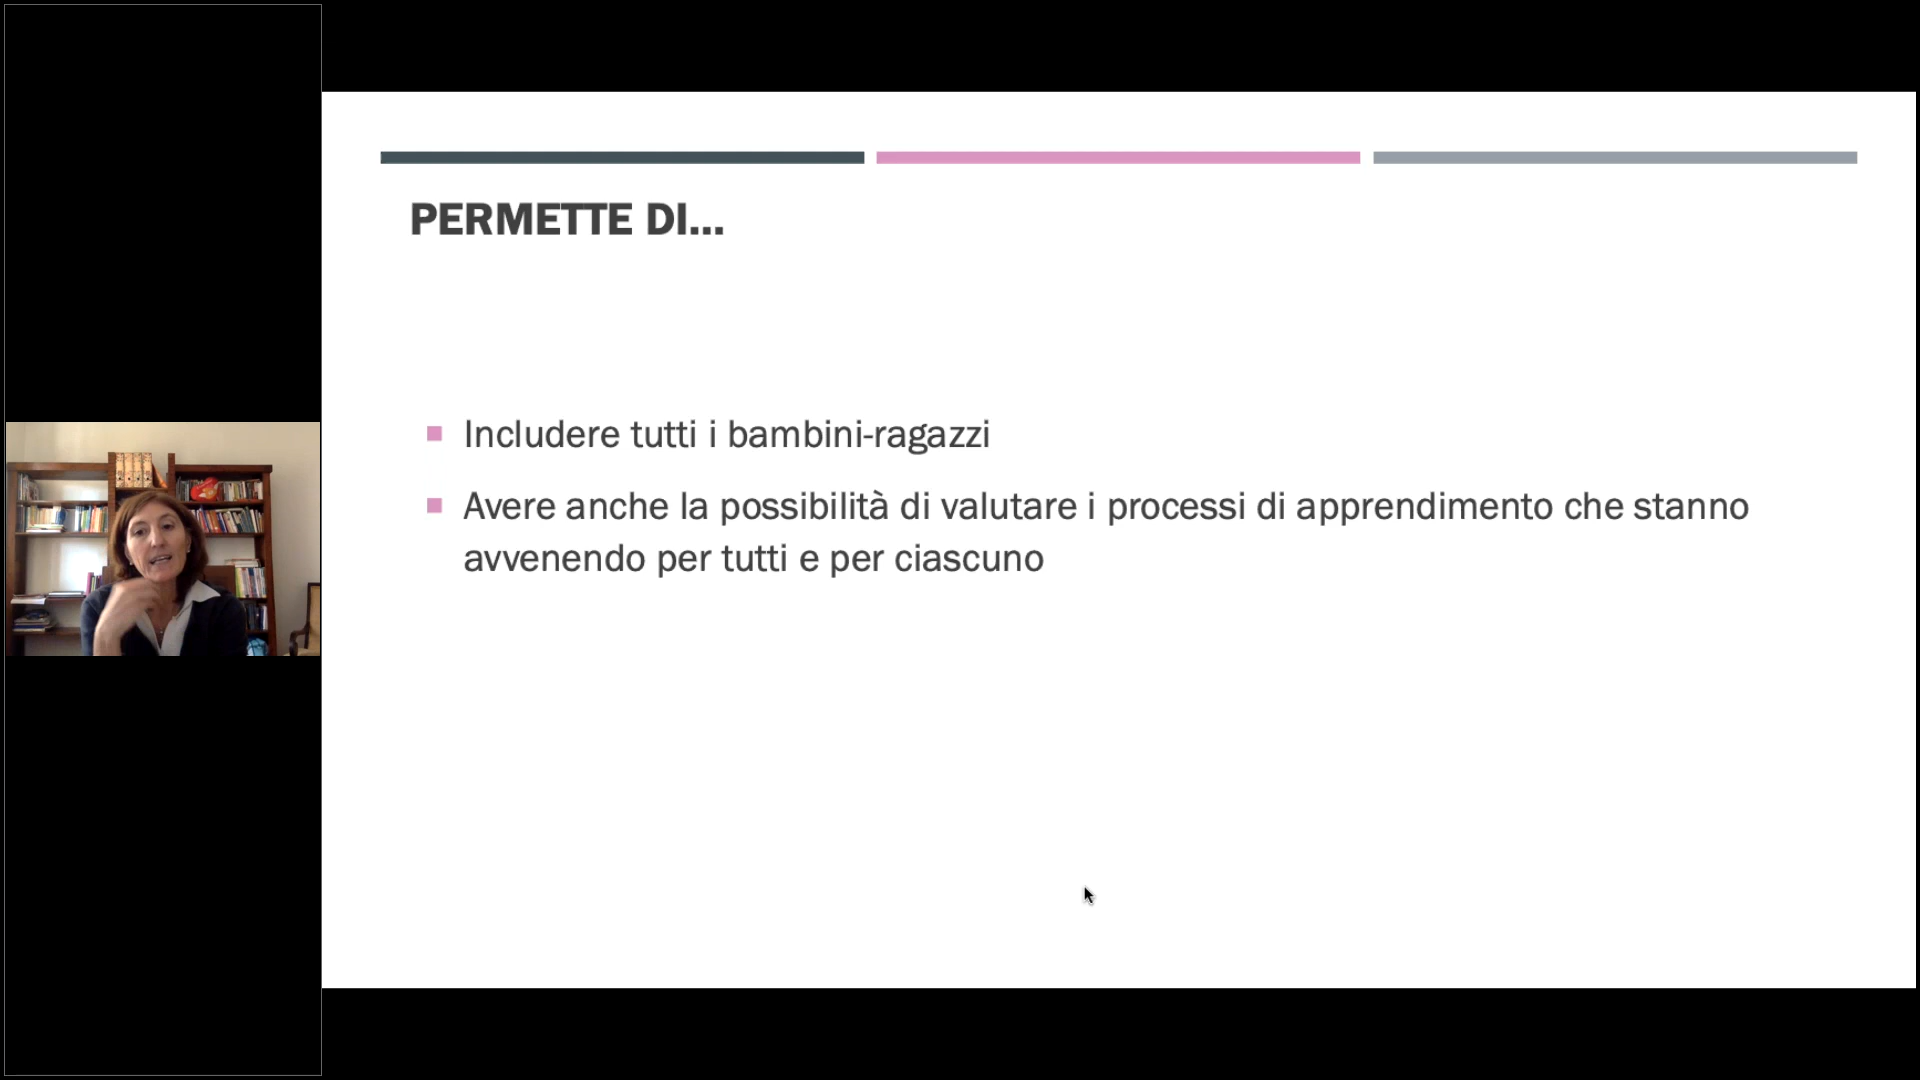 PERMETTE DI...
Includere tutti i bambini-ragazzi
Avere anche la possibilità di valutare i processi di apprendimento che stanno
avvenendo per tutti e per ciascuno